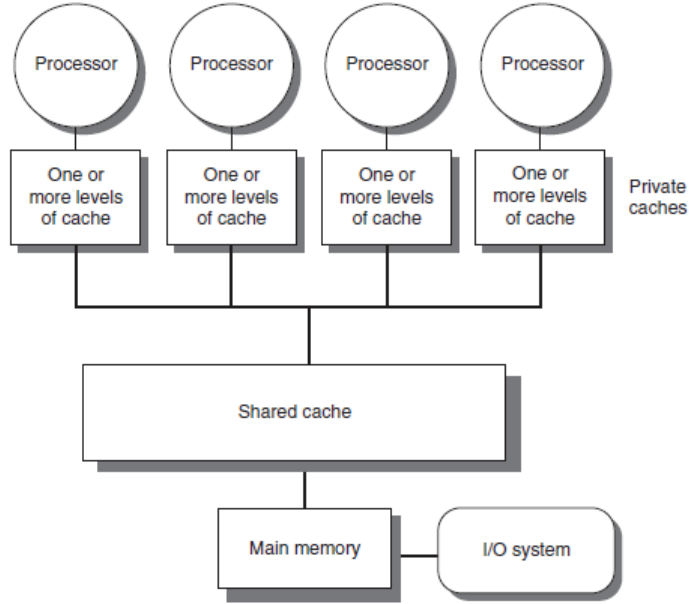 Processor
Processor
Processor
Processor
One or
more levels
of cache
One or
more levels
of cache
One or
more levels
of cache
One or
more levels
of cache
Private
caches
Shared cache
Main memory
I/O system